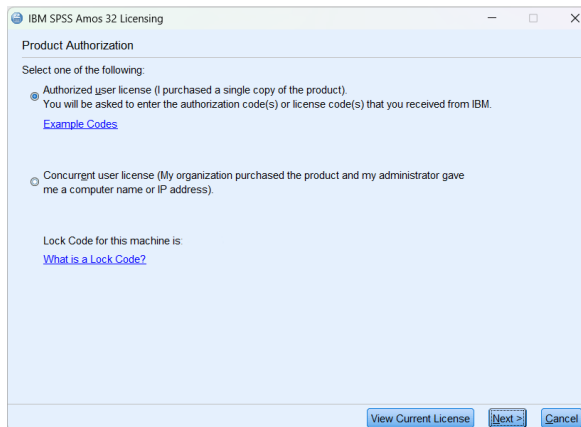 IBM SPSS Amos 32 Licensing
Product Authorization
Select one of the following:
Authorized user license (I purchased a single copy of the product).
You will be asked to enter the authorization code(s) or license code(s) that you received from IBM.
Example Codes
Concurrent user license (My organization purchased the product and my administrator gave
me a computer name or IP address).
Lock Code for this machine is:
What is a Lock Code?
View Current License Next > Cancel